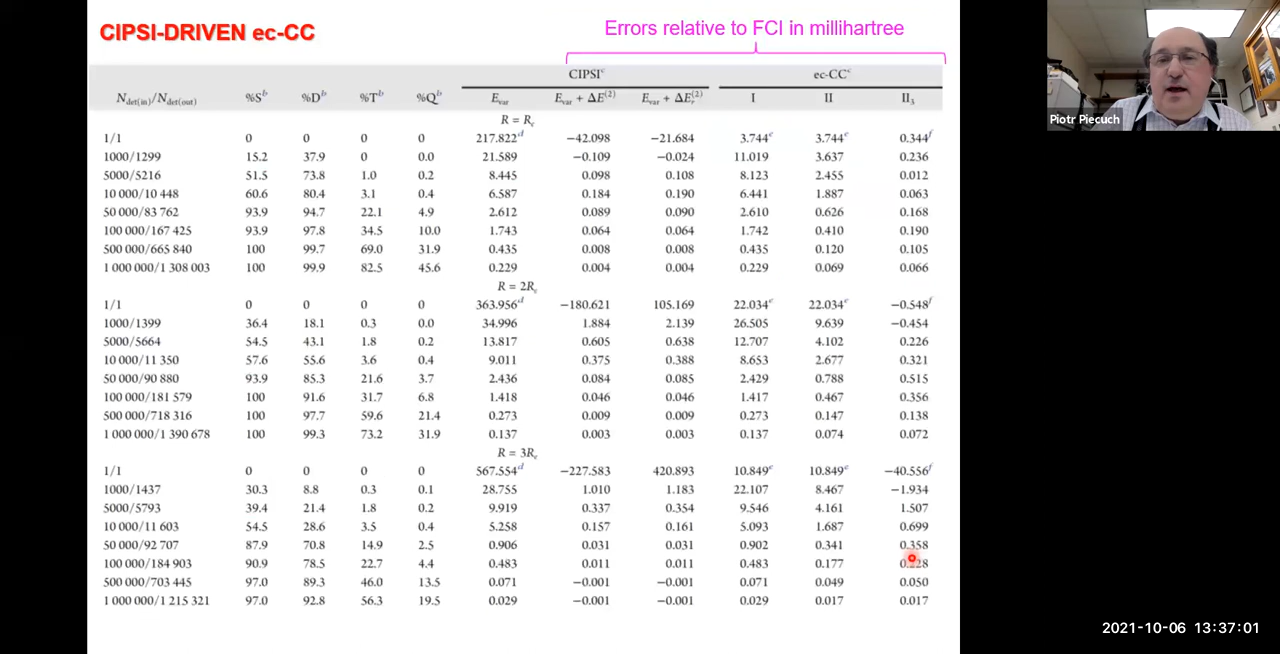 CIPSI-DRIVEN ec-CC
Errors relative to FCI in millihartree
CIPSIᶜ ec-CCᶜ
N_det(in)/N_det(out) %Sᵇ %Dᵇ %Tᵇ %Qᵇ E_var E_var + ΔE⁽²⁾ E_var + ΔE_r⁽²⁾ I II II₃
R = Rₑ
1/1 0 0 0 0 217.822ᵈ −42.098 −21.684 3.744ᵉ 3.744ᵉ 0.344ᶠ
1000/1299 15.2 37.9 0 0.0 21.589 −0.109 −0.024 11.019 3.637 0.236
5000/5216 51.5 73.8 1.0 0.2 8.445 0.098 0.108 8.123 2.455 0.012
10 000/10 448 60.6 80.4 3.1 0.4 6.587 0.184 0.190 6.441 1.887 0.063
50 000/83 762 93.9 94.7 22.1 4.9 2.612 0.089 0.090 2.610 0.626 0.168
100 000/167 425 93.9 97.8 34.5 10.0 1.743 0.064 0.064 1.742 0.410 0.190
500 000/665 840 100 99.7 69.0 31.9 0.435 0.008 0.008 0.435 0.120 0.105
1 000 000/1 308 003 100 99.9 82.5 45.6 0.229 0.004 0.004 0.229 0.069 0.066
R = 2Rₑ
1/1 0 0 0 0 363.956ᵈ −180.621 105.169 22.034ᵉ 22.034ᵉ −0.548ᶠ
1000/1399 36.4 18.1 0.3 0.0 34.996 1.884 2.139 26.505 9.639 −0.454
5000/5664 54.5 43.1 1.8 0.2 13.817 0.605 0.638 12.707 4.102 0.226
10 000/11 350 57.6 55.6 3.6 0.4 9.011 0.375 0.388 8.653 2.677 0.321
50 000/90 880 93.9 85.3 21.6 3.7 2.436 0.084 0.085 2.429 0.788 0.515
100 000/181 579 100 91.6 31.7 6.8 1.418 0.046 0.046 1.417 0.467 0.356
500 000/718 316 100 97.7 59.6 21.4 0.273 0.009 0.009 0.273 0.147 0.138
1 000 000/1 390 678 100 99.3 73.2 31.9 0.137 0.003 0.003 0.137 0.074 0.072
R = 3Rₑ
1/1 0 0 0 0 567.554ᵈ −227.583 420.893 10.849ᵉ 10.849ᵉ −40.556ᶠ
1000/1437 30.3 8.8 0.3 0.1 28.755 1.010 1.183 22.107 8.467 −1.934
5000/5793 39.4 21.4 1.8 0.2 9.919 0.337 0.354 9.546 4.161 1.507
10 000/11 603 54.5 28.6 3.5 0.4 5.258 0.157 0.161 5.093 1.687 0.699
50 000/92 707 87.9 70.8 14.9 2.5 0.906 0.031 0.031 0.902 0.341 0.358
100 000/184 903 90.9 78.5 22.7 4.4 0.483 0.011 0.011 0.483 0.177 0.228
500 000/703 445 97.0 89.3 46.0 13.5 0.071 −0.001 −0.001 0.071 0.049 0.050
1 000 000/1 215 321 97.0 92.8 56.3 19.5 0.029 −0.001 −0.001 0.029 0.017 0.017
Piotr Piecuch
2021-10-06 13:37:01